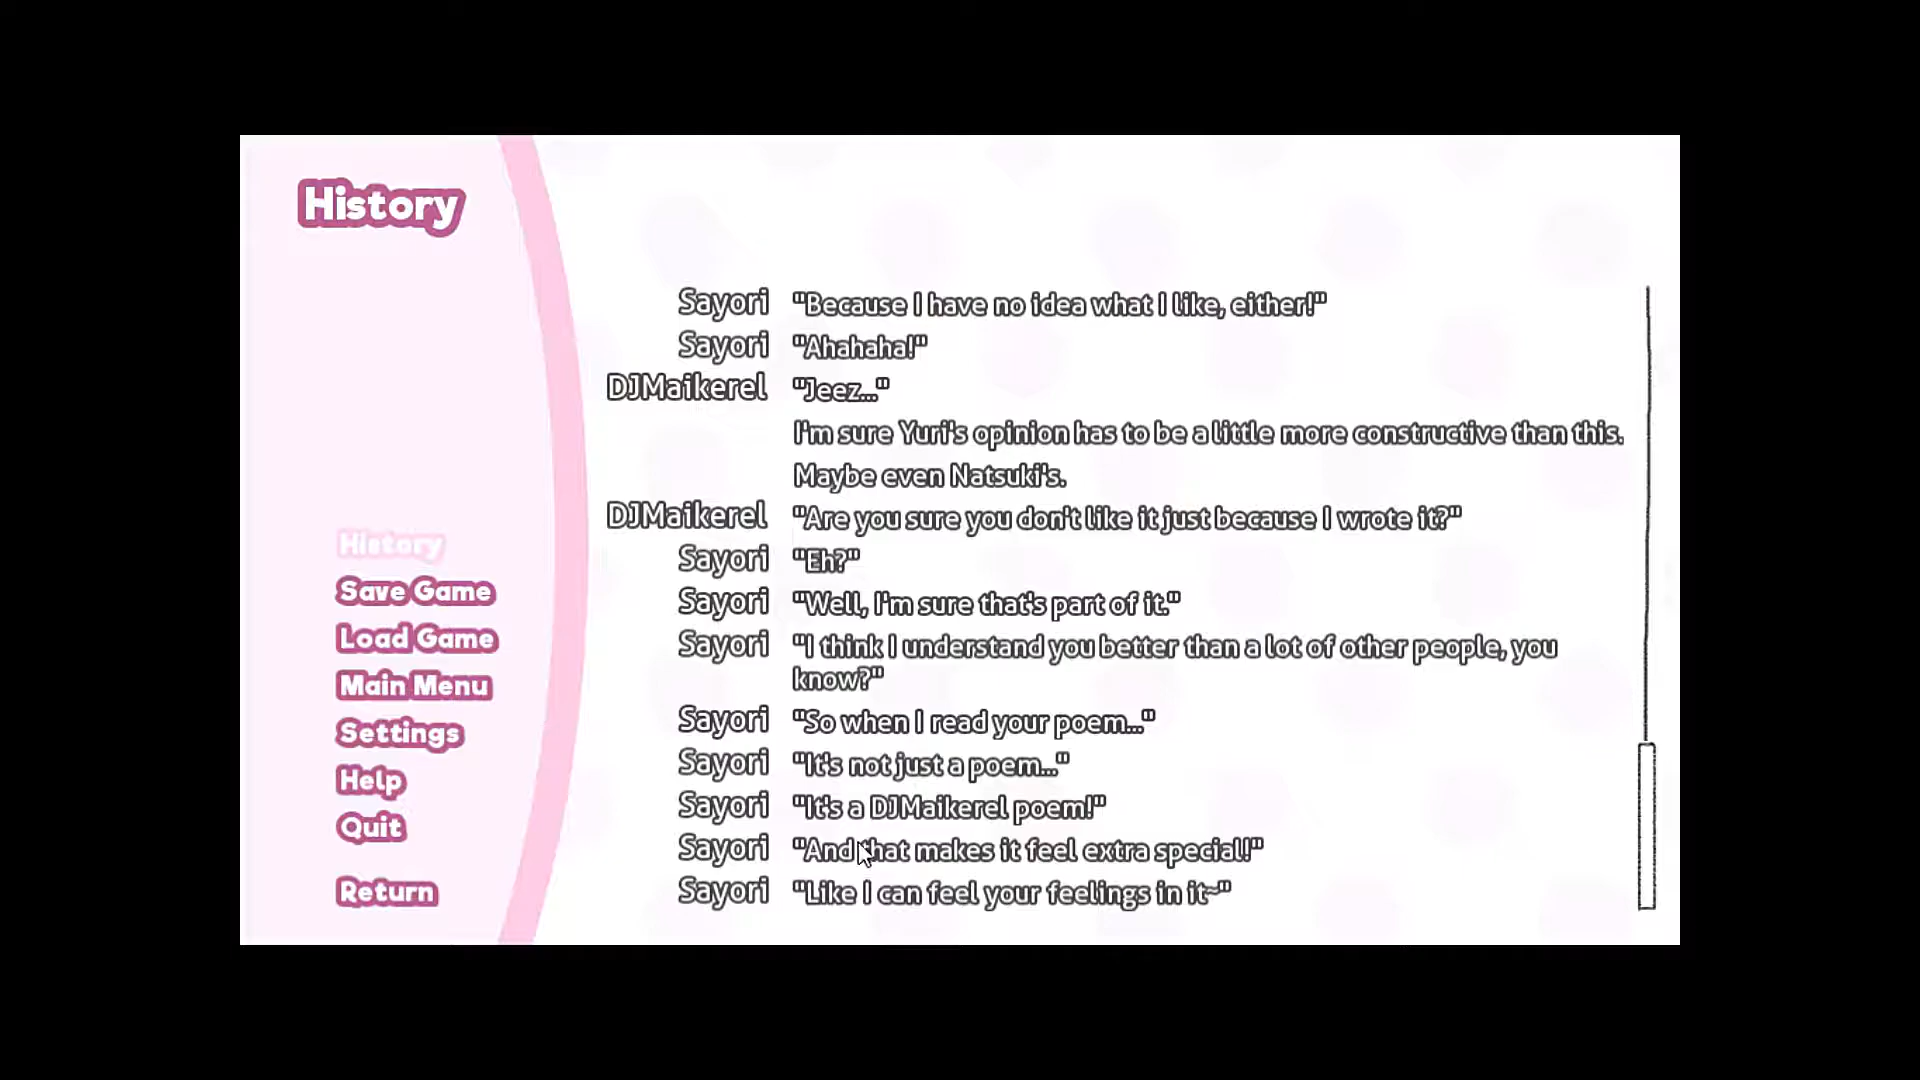 History
History
Save Game
Load Game
Main Menu
Settings
Help
Quit
Return
Sayori "Because I have no idea what I like, either!"
Sayori "Ahahaha!"
DJMaikerel "Jeez..."
I'm sure Yuri's opinion has to be a little more constructive than this.
Maybe even Natsuki's.
DJMaikerel "Are you sure you don't like it just because I wrote it?"
Sayori "Eh?"
Sayori "Well, I'm sure that's part of it."
Sayori "I think I understand you better than a lot of other people, you
know?"
Sayori "So when I read your poem..."
Sayori "It's not just a poem..."
Sayori "It's a DJMaikerel poem!"
Sayori "And that makes it feel extra special!"
Sayori "Like I can feel your feelings in it~"